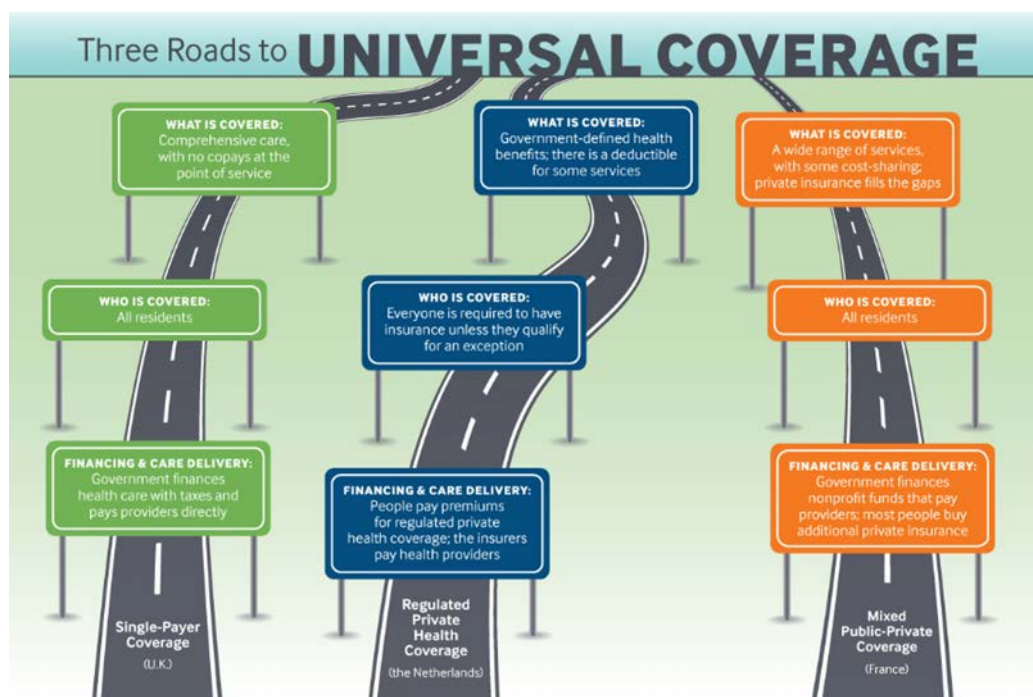 Three Roads to UNIVERSAL COVERAGE
WHAT IS COVERED:
Comprehensive care,
with no copays at the
point of service
WHO IS COVERED:
All residents
FINANCING & CARE DELIVERY:
Government finances
health care with taxes and
pays providers directly
Single-Payer
Coverage
(U.K.)
WHAT IS COVERED:
Government-defined health
benefits; there is a deductible
for some services
WHO IS COVERED:
Everyone is required to have
insurance unless they qualify
for an exception
FINANCING & CARE DELIVERY:
People pay premiums
for regulated private
health coverage; the insurers
pay health providers
Regulated
Private
Health
Coverage
(the Netherlands)
WHAT IS COVERED:
A wide range of services,
with some cost-sharing;
private insurance fills the gaps
WHO IS COVERED:
All residents
FINANCING & CARE DELIVERY:
Government finances
nonprofit funds that pay
providers; most people buy
additional private insurance
Mixed
Public-Private
Coverage
(France)